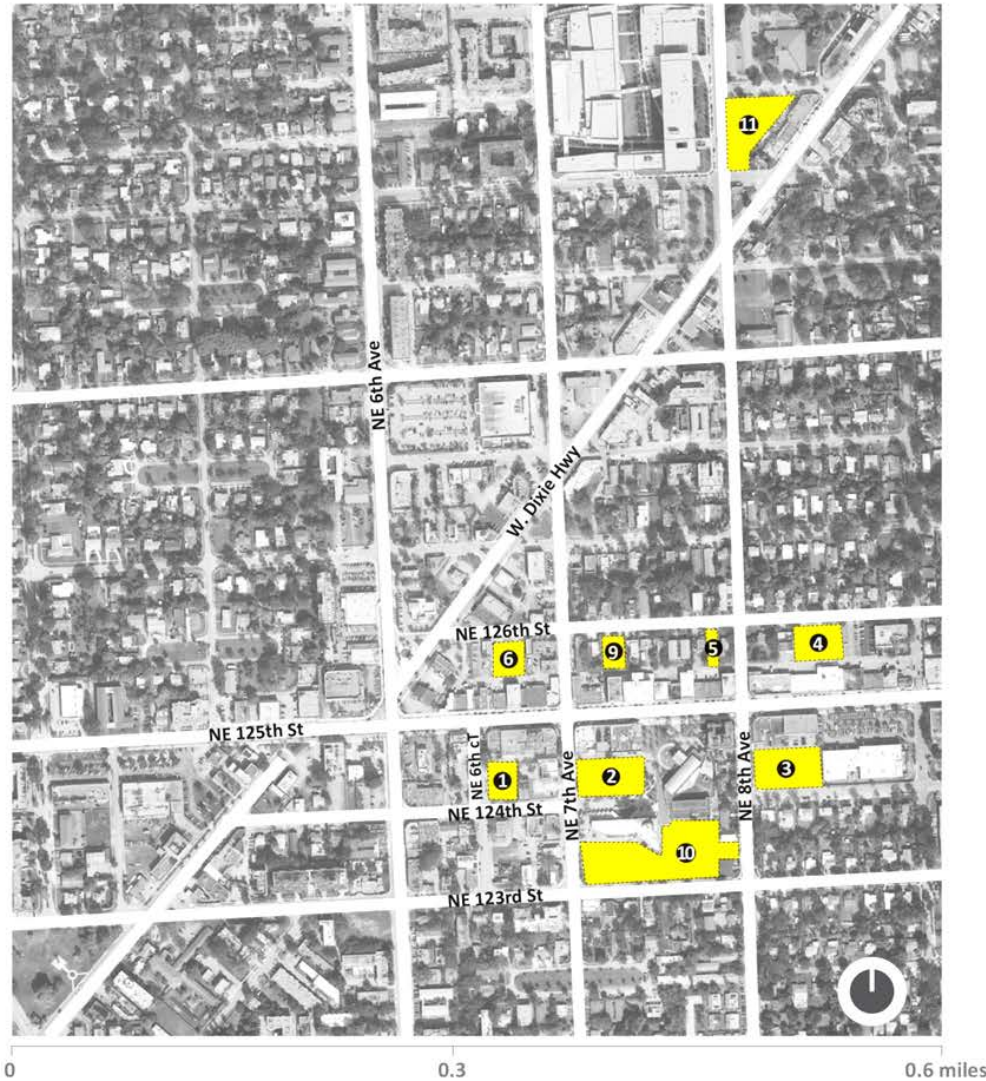 11
NE 6th Ave
W. Dixie Hwy
NE 126th St
6
9
5
4
NE 125th St
NE 6th cT
1
NE 7th Ave
2
NE 8th Ave
3
NE 124th St
10
NE 123rd St
0
0.3
0.6 miles